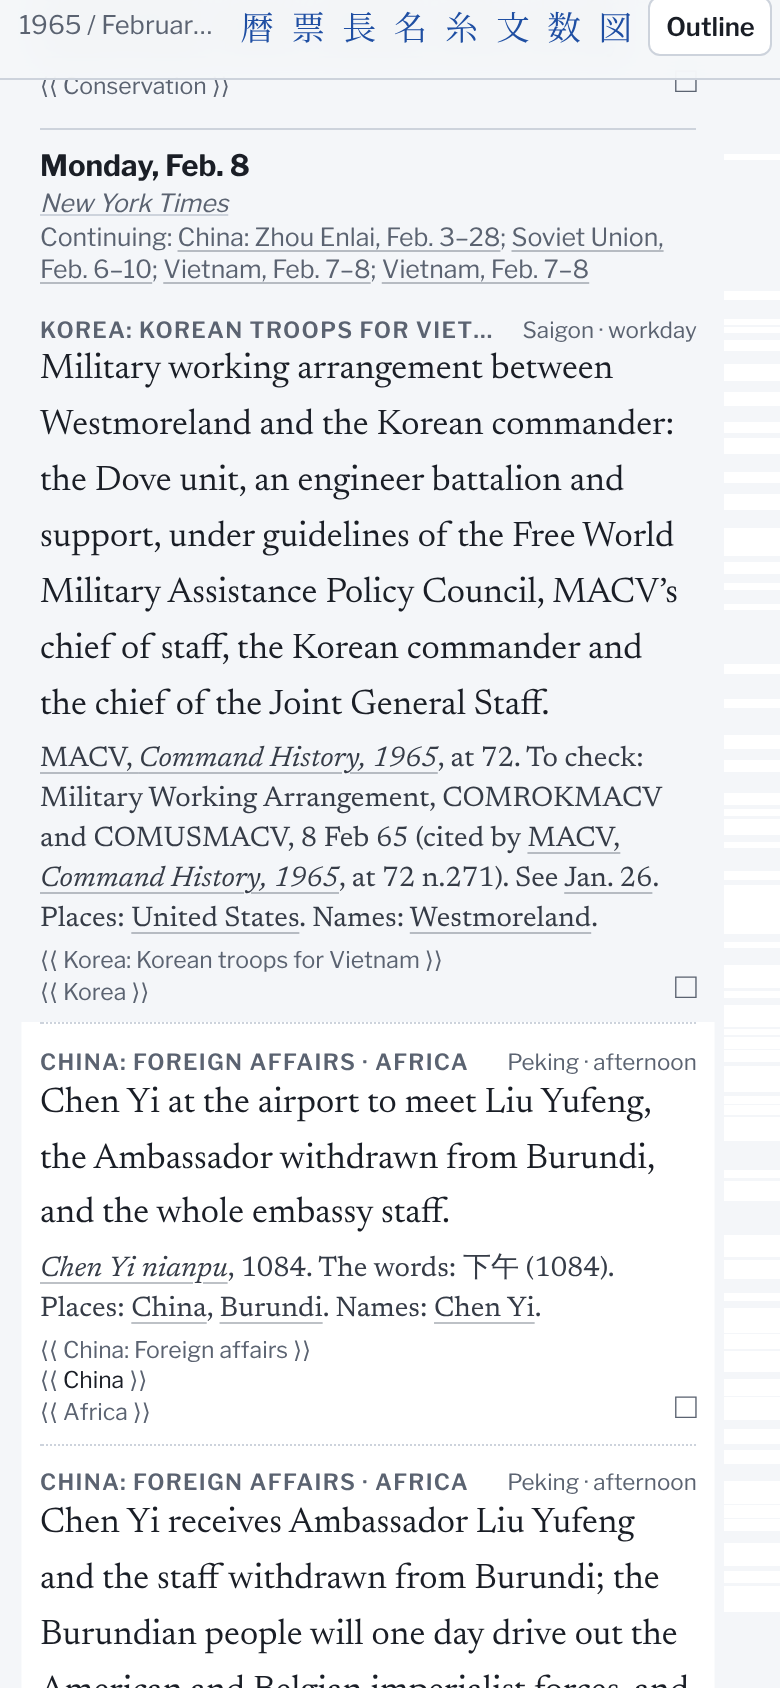 1965 / Februar… 暦 票 長 名 糸 文 数 図 Outline
⟨⟨ Conservation ⟩⟩ □
Monday, Feb. 8
New York Times
Continuing: China: Zhou Enlai, Feb. 3–28; Soviet Union,
Feb. 6–10; Vietnam, Feb. 7–8; Vietnam, Feb. 7–8
KOREA: KOREAN TROOPS FOR VIET… Saigon · workday
Military working arrangement between
Westmoreland and the Korean commander:
the Dove unit, an engineer battalion and
support, under guidelines of the Free World
Military Assistance Policy Council, MACV’s
chief of staff, the Korean commander and
the chief of the Joint General Staff.
MACV, Command History, 1965, at 72. To check:
Military Working Arrangement, COMROKMACV
and COMUSMACV, 8 Feb 65 (cited by MACV,
Command History, 1965, at 72 n.271). See Jan. 26.
Places: United States. Names: Westmoreland.
⟨⟨ Korea: Korean troops for Vietnam ⟩⟩
⟨⟨ Korea ⟩⟩ □
CHINA: FOREIGN AFFAIRS · AFRICA Peking · afternoon
Chen Yi at the airport to meet Liu Yufeng,
the Ambassador withdrawn from Burundi,
and the whole embassy staff.
Chen Yi nianpu, 1084. The words: 下午 (1084).
Places: China, Burundi. Names: Chen Yi.
⟨⟨ China: Foreign affairs ⟩⟩
⟨⟨ China ⟩⟩
⟨⟨ Africa ⟩⟩ □
CHINA: FOREIGN AFFAIRS · AFRICA Peking · afternoon
Chen Yi receives Ambassador Liu Yufeng
and the staff withdrawn from Burundi; the
Burundian people will one day drive out the
American and Belgian imperialist forces, and